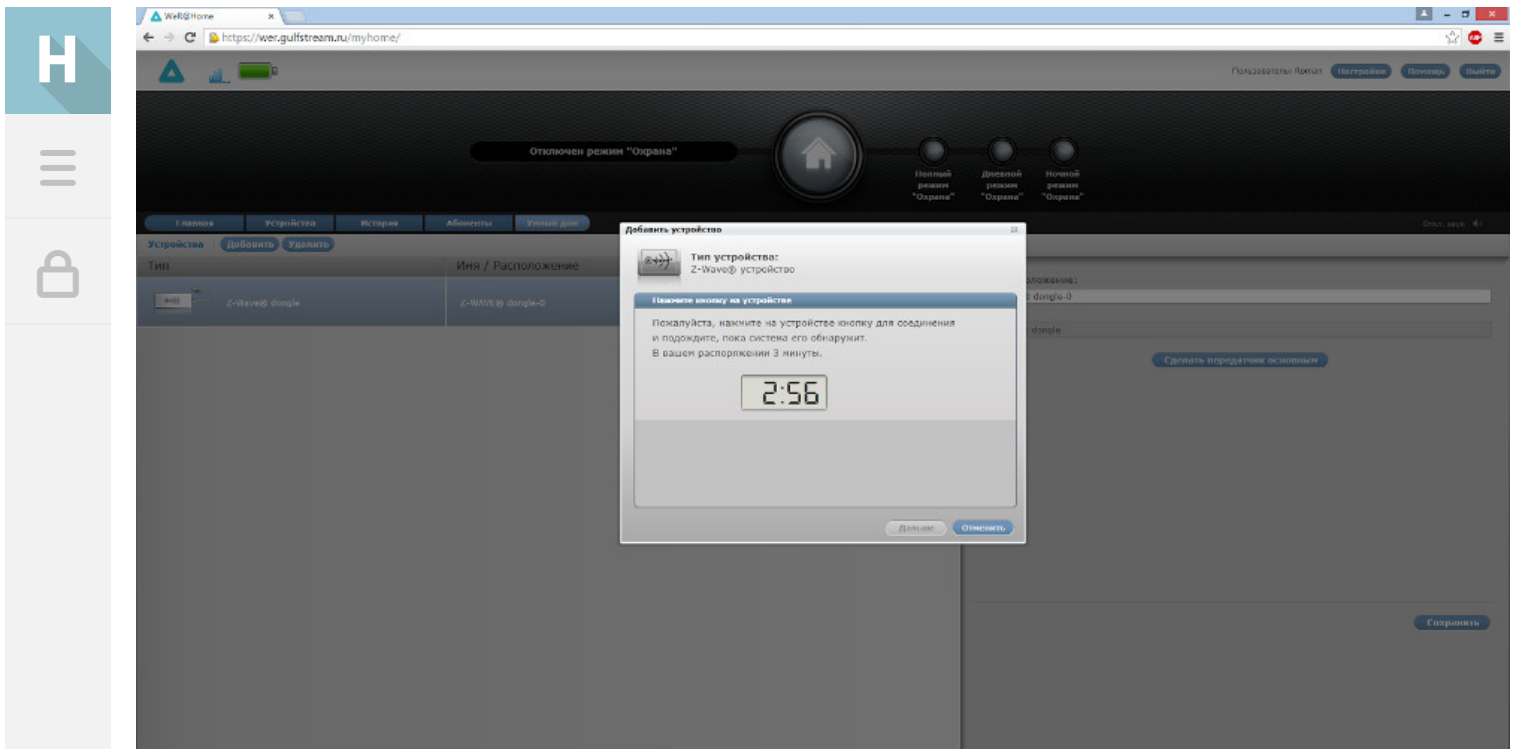 H
WeR@Home
https://wer.gulfstream.ru/myhome/
Настройки Помощь Выйти
Отключен режим "Охрана"
Полный режим "Охрана"
Дневной режим "Охрана"
Ночной режим "Охрана"
Главная Устройства История Абоненты Умный дом
Устройства Добавить Удалить
Тип Имя / Расположение
Z-Wave® dongle Z-WAVE® dongle-0
Добавить устройство
Тип устройства:
Z-Wave® устройство
Нажмите кнопку на устройстве
Пожалуйста, нажмите на устройстве кнопку для соединения
и подождите, пока система его обнаружит.
В вашем распоряжении 3 минуты.
2:56
Дальше Отменить
dongle-0
dongle
Сделать передатчик основным
Сохранить